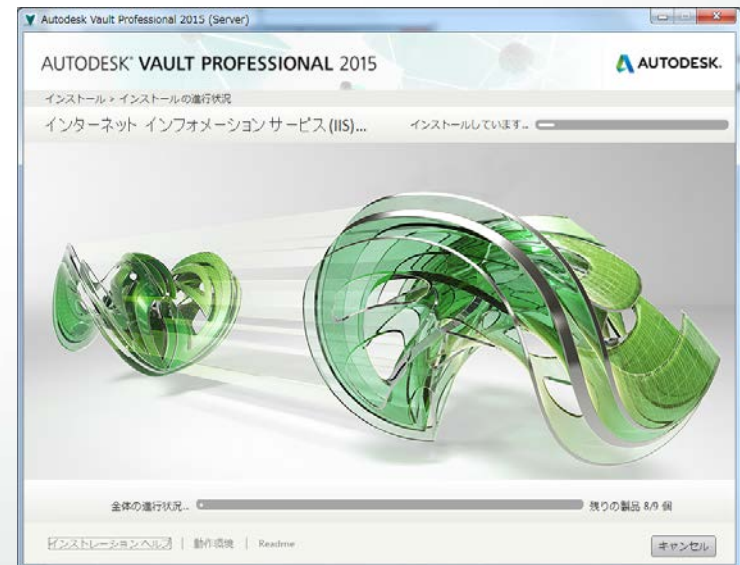 Autodesk Vault Professional 2015 (Server)
AUTODESK® VAULT PROFESSIONAL 2015
AUTODESK.
インストール > インストールの進行状況
インターネット インフォメーション サービス (IIS)...
インストールしています...
全体の進行状況...
残りの製品 8/9 個
インストレーション ヘルプ | 動作環境 | Readme
キャンセル